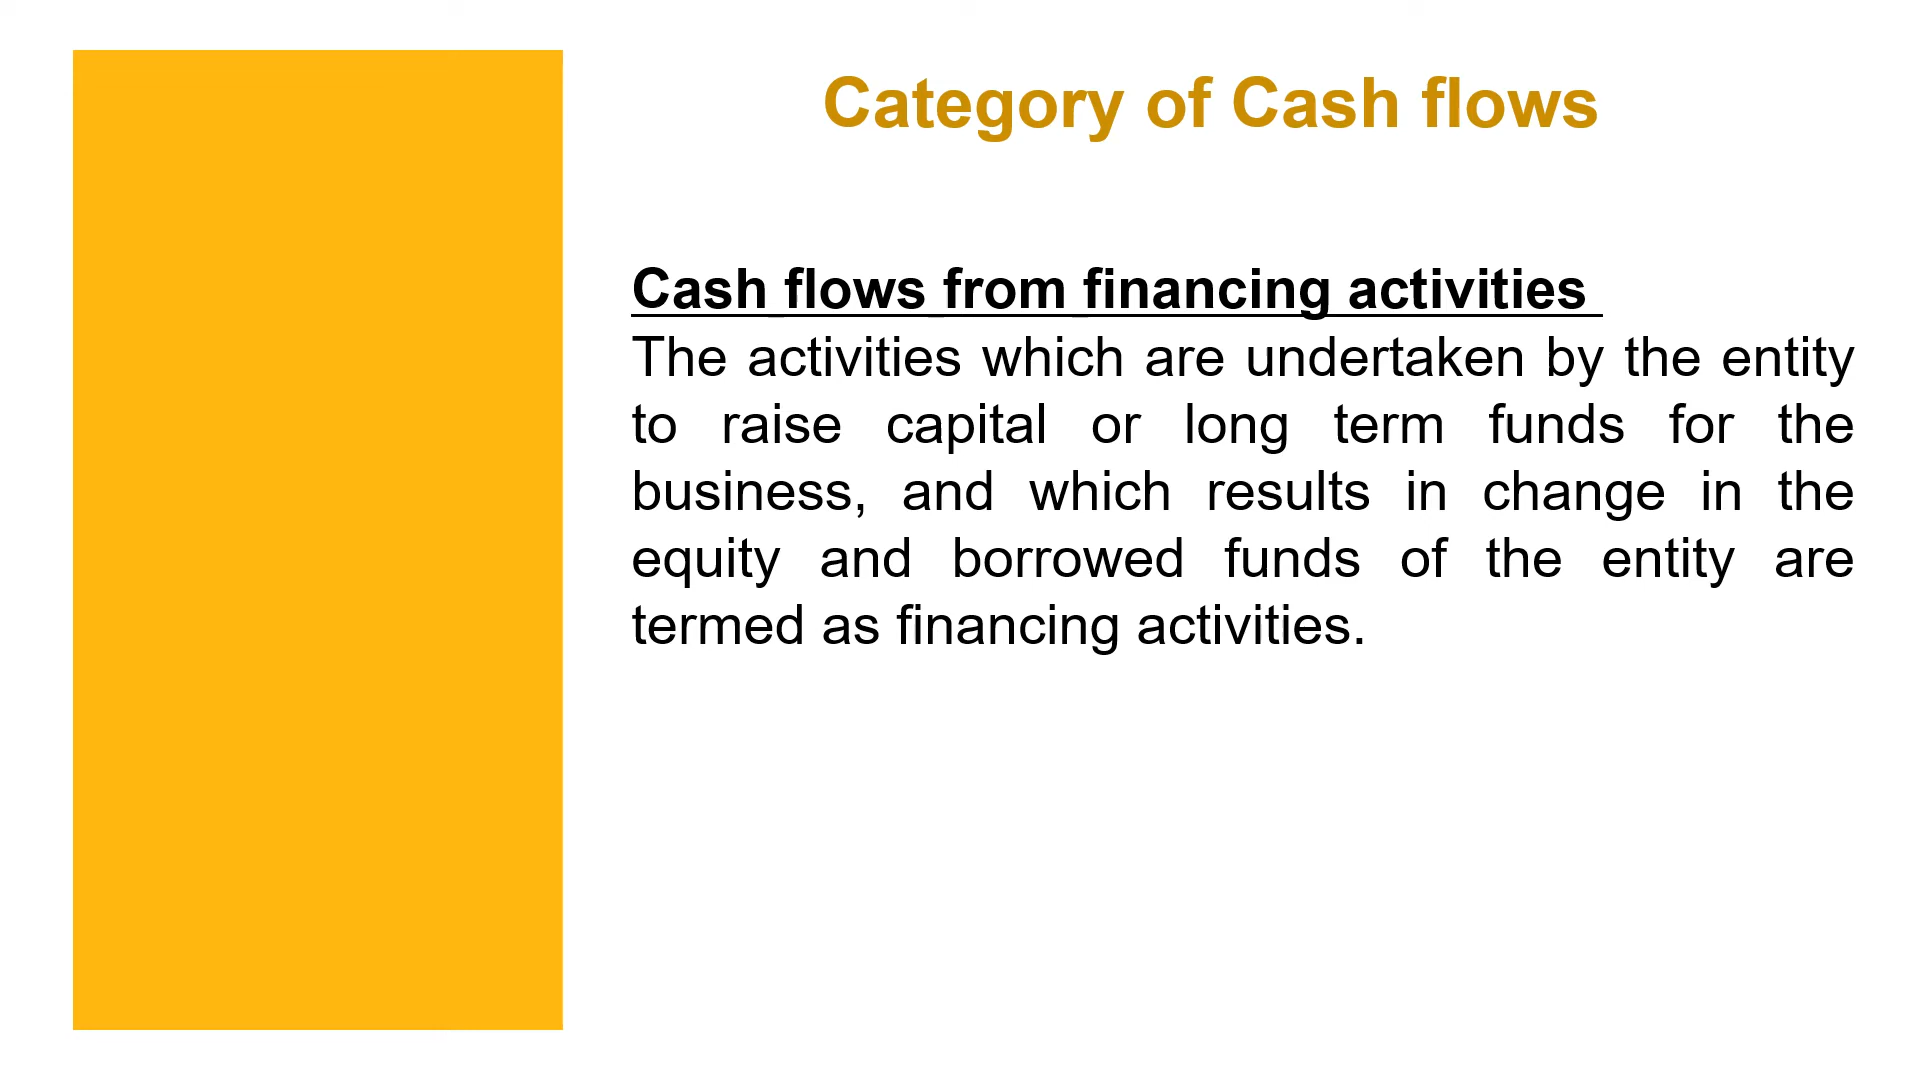 Category of Cash flows
Cash flows from financing activities
The activities which are undertaken by the entity
to raise capital or long term funds for the
business, and which results in change in the
equity and borrowed funds of the entity are
termed as financing activities.